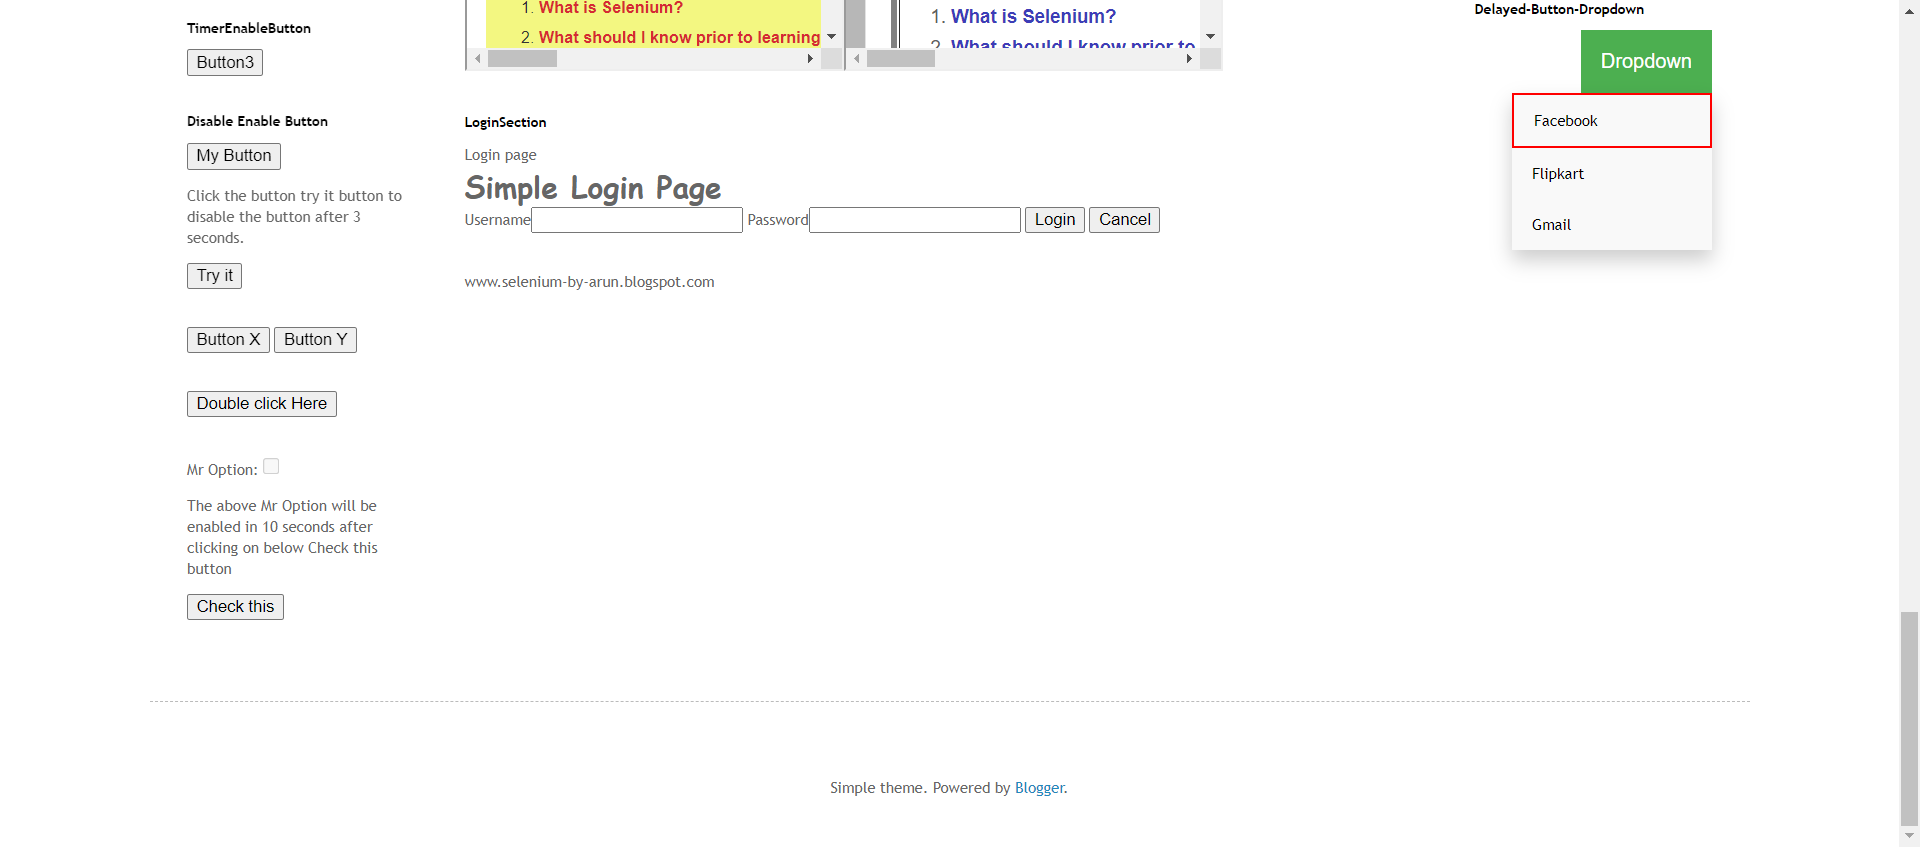 TimerEnableButton
Button3
Disable Enable Button
My Button
Click the button try it button to
disable the button after 3
seconds.
Try it
Button X Button Y
Double click Here
Mr Option:
The above Mr Option will be
enabled in 10 seconds after
clicking on below Check this
button
Check this
1. What is Selenium?
2. What should I know prior to learning
1. What is Selenium?
2. What should I know prior to
LoginSection
Login page
Simple Login Page
Username Password Login Cancel
www.selenium-by-arun.blogspot.com
Delayed-Button-Dropdown
Dropdown
Facebook
Flipkart
Gmail
Simple theme. Powered by Blogger.